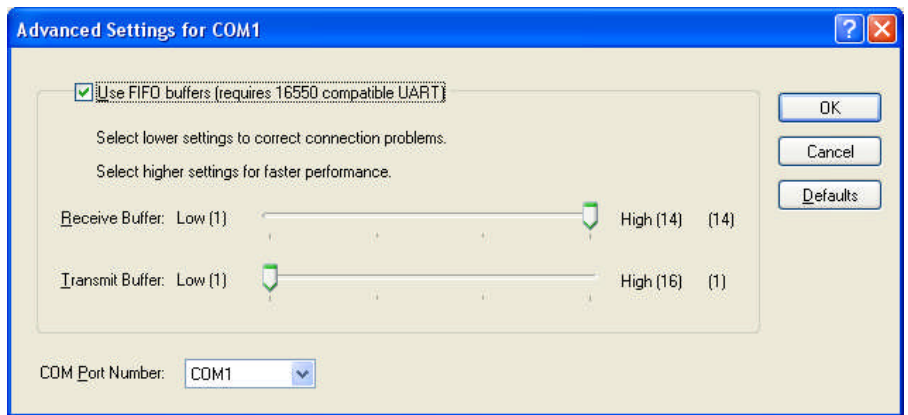 Advanced Settings for COM1
Use FIFO buffers (requires 16550 compatible UART)
OK
Select lower settings to correct connection problems.
Cancel
Select higher settings for faster performance.
Defaults
Receive Buffer: Low (1) High (14) (14)
Transmit Buffer: Low (1) High (16) (1)
COM Port Number: COM1